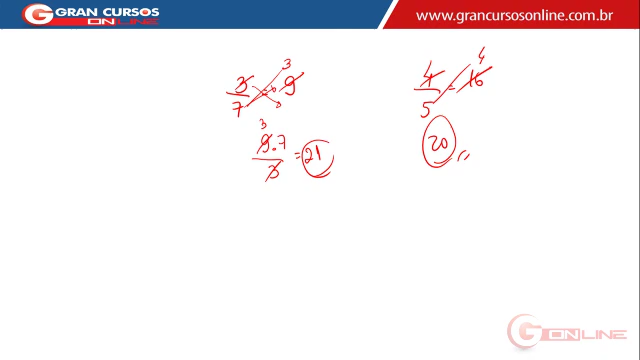 GRAN CURSOS
ONLINE
www.grancursosonline.com.br
3/7 = 9 3
4/5 = 16 4
3
9.7/3 = 21
20 //
G ONLINE